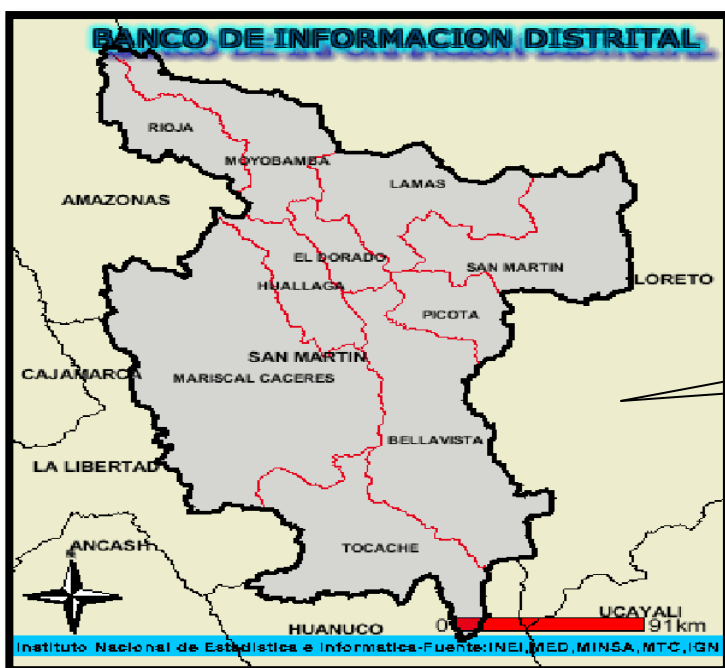 BANCO DE INFORMACION DISTRITAL
RIOJA
MOYOBAMBA
LAMAS
AMAZONAS
EL DORADO
SAN MARTIN
LORETO
HUALLAGA
PICOTA
SAN MARTIN
CAJAMARCA
MARISCAL CACERES
BELLAVISTA
LA LIBERTAD
ANCASH
TOCACHE
N
UCAYALI
HUANUCO
0 91km
Instituto Nacional de Estadistica e Informatica-Fuente:INEI,MED,MINSA,MTC,IGN